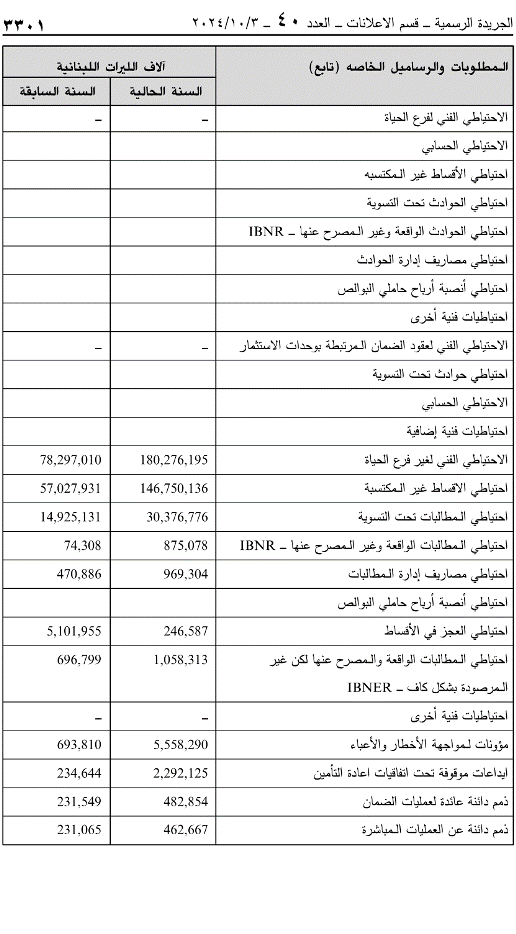 الجريدة الرسمية ــ قسم الاعلانات ــ العدد ٤٠ ــ ٢٠٢٤/١٠/٣ ٣٣٠١
المطلوبات والرساميل الخاصه (تابع) آلاف الليرات اللبنانية
السنة الحالية السنة السابقة
الاحتياطي الفني لفرع الحياة – –
الاحتياطي الحسابي
احتياطي الأقساط غير المكتسبه
احتياطي الحوادث تحت التسوية
احتياطي الحوادث الواقعة وغير المصرح عنها ــ IBNR
احتياطي مصاريف إدارة الحوادث
احتياطي أنصبة أرباح حاملي البوالص
احتياطيات فنية أخرى
الاحتياطي الفني لعقود الضمان المرتبطة بوحدات الاستثمار – –
احتياطي حوادث تحت التسوية
الاحتياطي الحسابي
احتياطيات فنية إضافية
الاحتياطي الفني لغير فرع الحياة 180,276,195 78,297,010
احتياطي الاقساط غير المكتسبة 146,750,136 57,027,931
احتياطي المطالبات تحت التسوية 30,376,776 14,925,131
احتياطي المطالبات الواقعة وغير المصرح عنها ــ IBNR 875,078 74,308
احتياطي مصاريف إدارة المطالبات 969,304 470,886
احتياطي أنصبة أرباح حاملي البوالص
احتياطي العجز في الأقساط 246,587 5,101,955
احتياطي المطالبات الواقعة والمصرح عنها لكن غير 1,058,313 696,799
المرصودة بشكل كاف ــ IBNER
احتياطيات فنية أخرى – –
مؤونات لمواجهة الأخطار والأعباء 5,558,290 693,810
ايداعات موقوفة تحت اتفاقيات اعادة التأمين 2,292,125 234,644
ذمم دائنة عائدة لعمليات الضمان 482,854 231,549
ذمم دائنة عن العمليات المباشرة 462,667 231,065